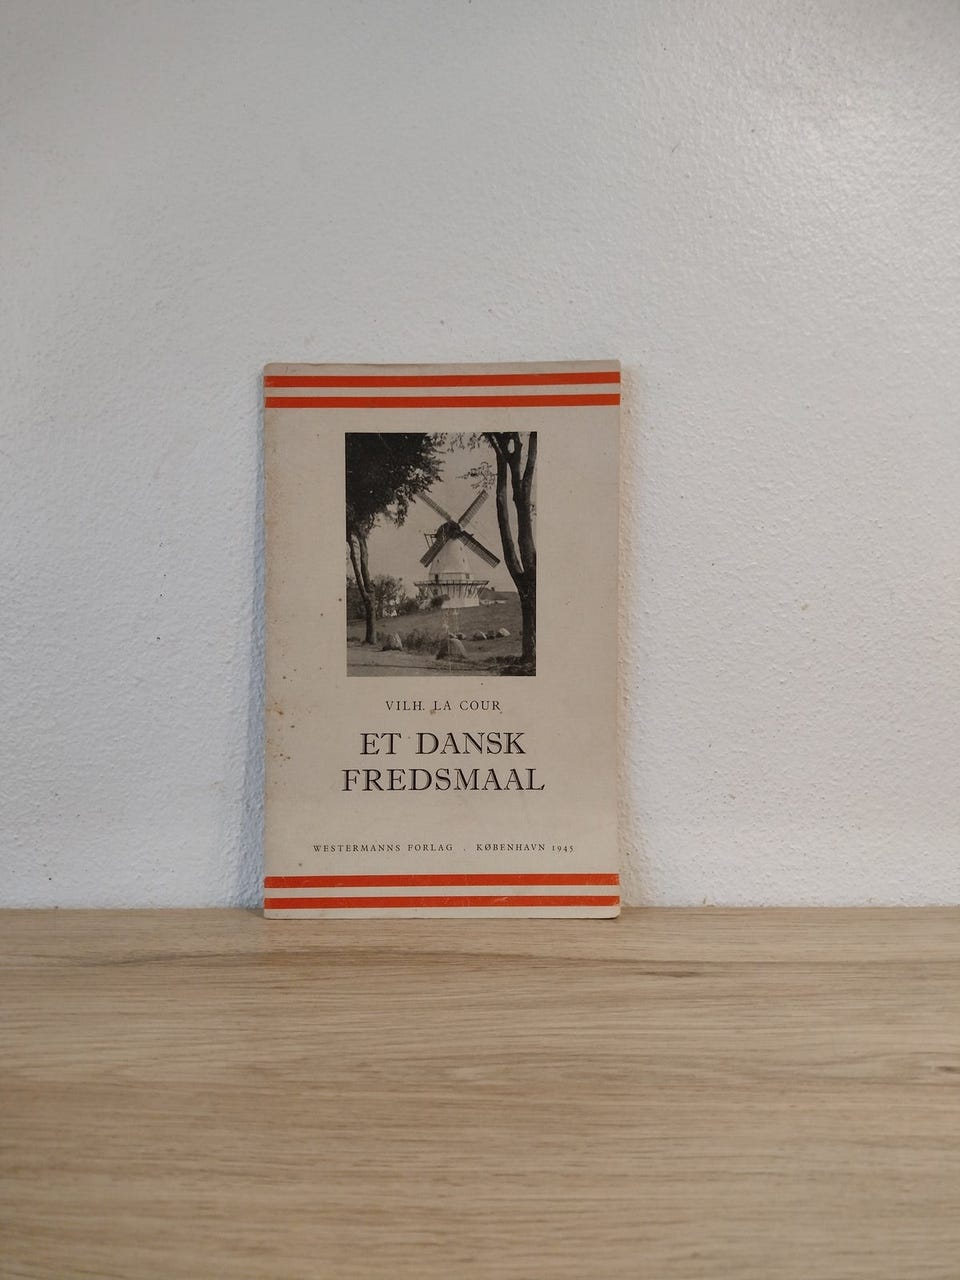 VILH. LA COUR
ET DANSK
FREDSMAAL
WESTERMANNS FORLAG . KØBENHAVN 1945